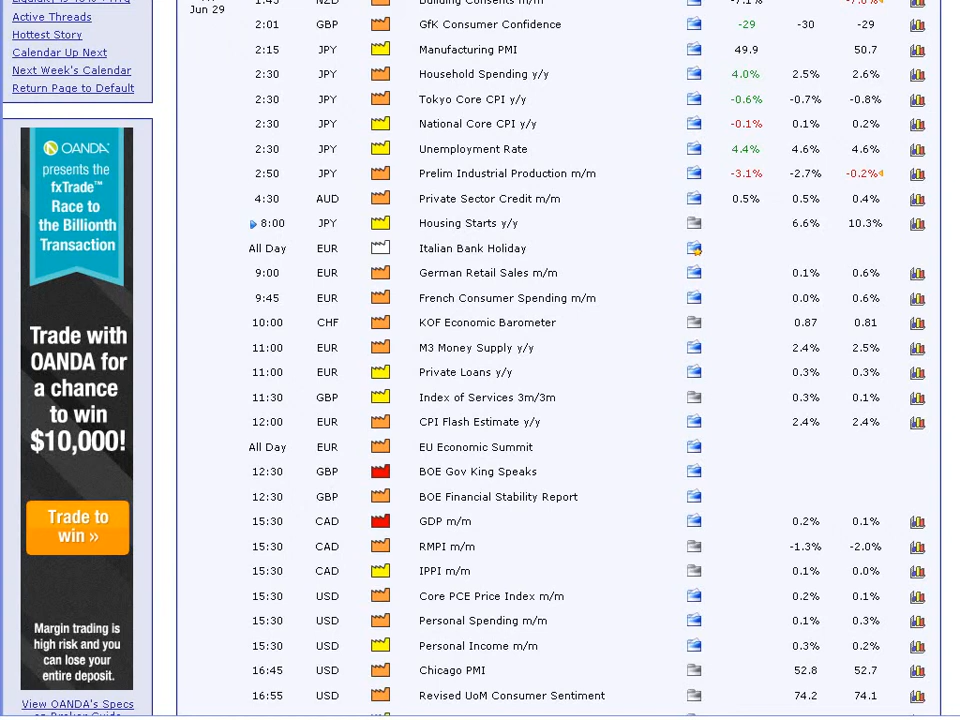 Active Threads
Hottest Story
Calendar Up Next
Next Week's Calendar
Return Page to Default
OANDA
presents the
fxTrade™
Race to
the Billionth
Transaction
Trade with
OANDA for
a chance
to win
$10,000!
Trade to
win »
Margin trading is
high risk and you
can lose your
entire deposit.
View OANDA's Specs
Jun 29
1:45 NZD Building Consents m/m -7.1%
2:01 GBP GfK Consumer Confidence -29 -30 -29
2:15 JPY Manufacturing PMI 49.9 50.7
2:30 JPY Household Spending y/y 4.0% 2.5% 2.6%
2:30 JPY Tokyo Core CPI y/y -0.6% -0.7% -0.8%
2:30 JPY National Core CPI y/y -0.1% 0.1% 0.2%
2:30 JPY Unemployment Rate 4.4% 4.6% 4.6%
2:50 JPY Prelim Industrial Production m/m -3.1% -2.7% -0.2%
4:30 AUD Private Sector Credit m/m 0.5% 0.5% 0.4%
8:00 JPY Housing Starts y/y 6.6% 10.3%
All Day EUR Italian Bank Holiday
9:00 EUR German Retail Sales m/m 0.1% 0.6%
9:45 EUR French Consumer Spending m/m 0.0% 0.6%
10:00 CHF KOF Economic Barometer 0.87 0.81
11:00 EUR M3 Money Supply y/y 2.4% 2.5%
11:00 EUR Private Loans y/y 0.3% 0.3%
11:30 GBP Index of Services 3m/3m 0.3% 0.1%
12:00 EUR CPI Flash Estimate y/y 2.4% 2.4%
All Day EUR EU Economic Summit
12:30 GBP BOE Gov King Speaks
12:30 GBP BOE Financial Stability Report
15:30 CAD GDP m/m 0.2% 0.1%
15:30 CAD RMPI m/m -1.3% -2.0%
15:30 CAD IPPI m/m 0.1% 0.0%
15:30 USD Core PCE Price Index m/m 0.2% 0.1%
15:30 USD Personal Spending m/m 0.1% 0.3%
15:30 USD Personal Income m/m 0.3% 0.2%
16:45 USD Chicago PMI 52.8 52.7
16:55 USD Revised UoM Consumer Sentiment 74.2 74.1